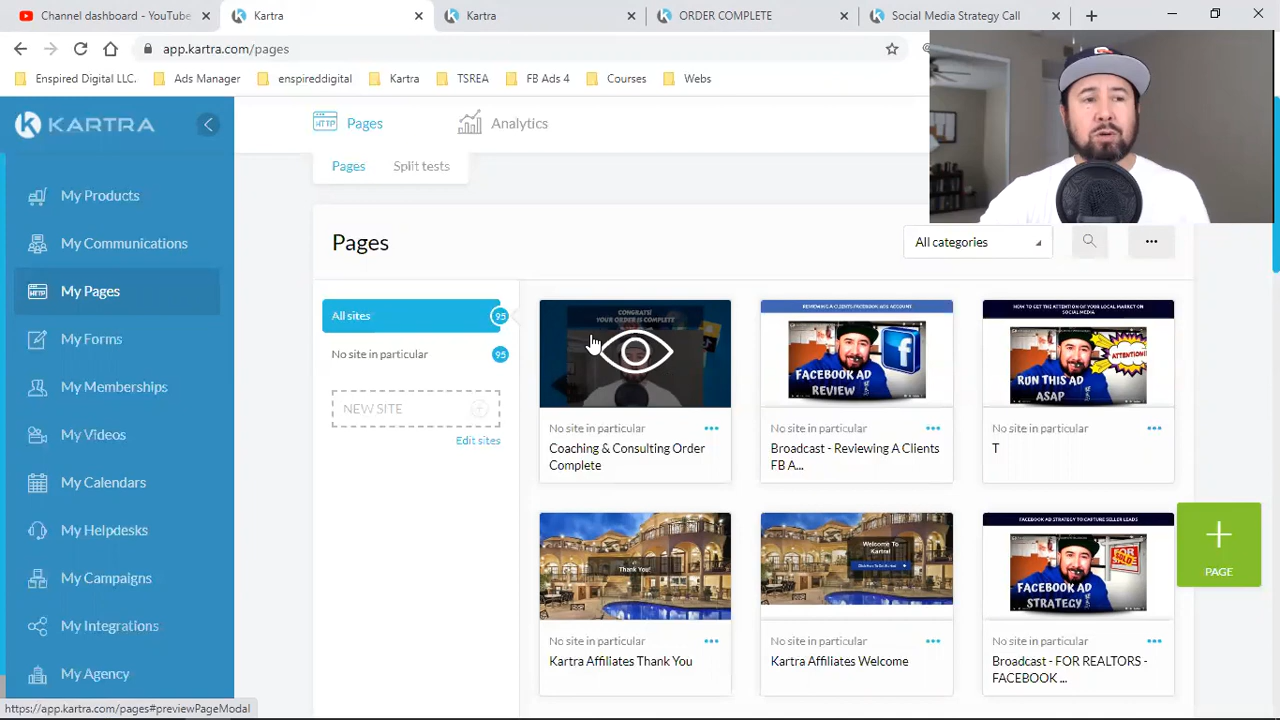 Channel dashboard - YouTube
Kartra
Kartra
ORDER COMPLETE
Social Media Strategy Call
app.kartra.com/pages
Enspired Digital LLC.
Ads Manager
enspireddigital
Kartra
TSREA
FB Ads 4
Courses
Webs
KARTRA
Pages
Analytics
Pages
Split tests
My Products
My Communications
My Pages
My Forms
My Memberships
My Videos
My Calendars
My Helpdesks
My Campaigns
My Integrations
My Agency
Pages
All categories
All sites
95
No site in particular
95
NEW SITE
Edit sites
CONGRATS!
YOUR ORDER IS COMPLETE
No site in particular
Coaching & Consulting Order
Complete
REVIEWING A CLIENTS FACEBOOK ADS ACCOUNT
FACEBOOK AD
REVIEW
No site in particular
Broadcast - Reviewing A Clients
FB A...
HOW TO GET THE ATTENTION OF YOUR LOCAL MARKET ON
SOCIAL MEDIA
ATTENTION!
RUN THIS AD
ASAP
No site in particular
T
Thank You!
No site in particular
Kartra Affiliates Thank You
Welcome To
Kartra!
No site in particular
Kartra Affiliates Welcome
FACEBOOK AD STRATEGY TO CAPTURE SELLER LEADS
FOR
SALE
FACEBOOK AD
STRATEGY
No site in particular
Broadcast - FOR REALTORS -
FACEBOOK ...
PAGE
https://app.kartra.com/pages#previewPageModal